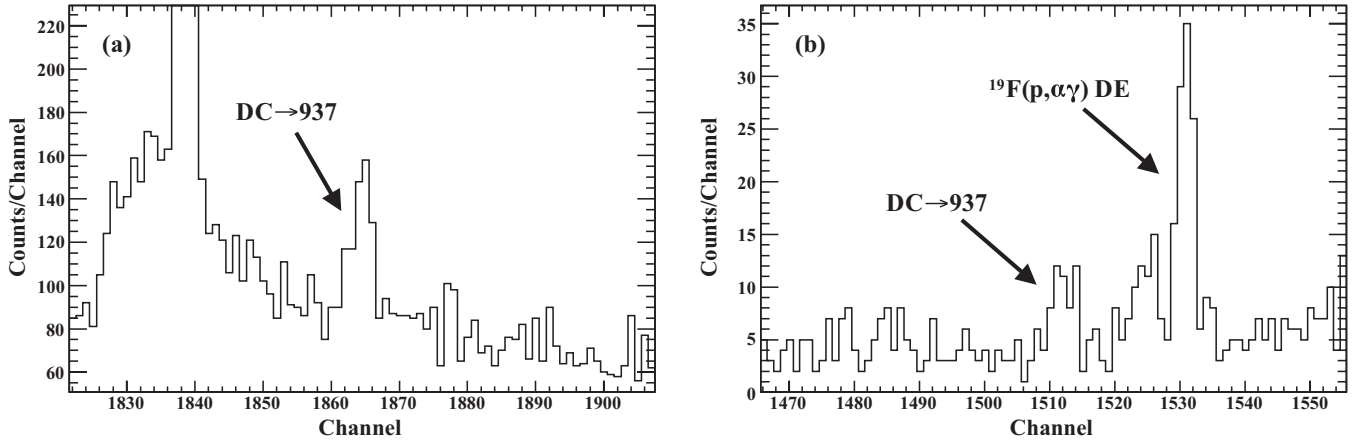 (a)
DC→937
Counts/Channel
220
200
180
160
140
120
100
80
60
1830 1840 1850 1860 1870 1880 1890 1900
Channel
(b)
¹⁹F(p,αγ) DE
DC→937
Counts/Channel
35
30
25
20
15
10
5
0
1470 1480 1490 1500 1510 1520 1530 1540 1550
Channel